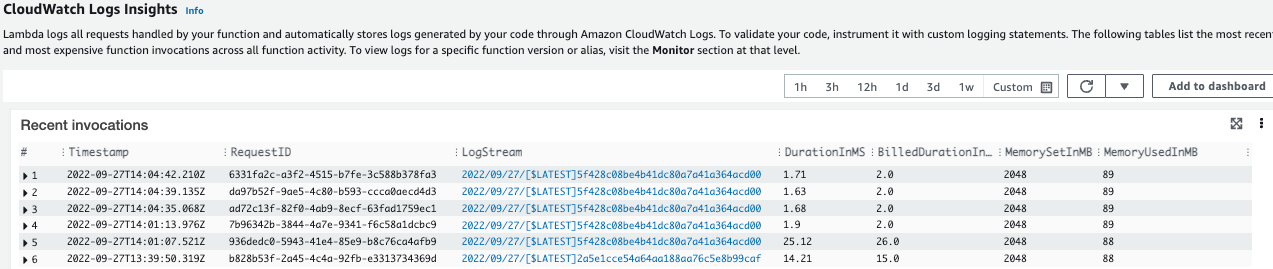 CloudWatch Logs Insights Info
Lambda logs all requests handled by your function and automatically stores logs generated by your code through Amazon CloudWatch Logs. To validate your code, instrument it with custom logging statements. The following tables list the most recen
and most expensive function invocations across all function activity. To view logs for a specific function version or alias, visit the Monitor section at that level.
1h 3h 12h 1d 3d 1w Custom Add to dashboard
Recent invocations
# Timestamp RequestID LogStream DurationInMS BilledDurationIn... MemorySetInMB MemoryUsedInMB
1 2022-09-27T14:04:42.210Z 6331fa2c-a3f2-4515-b7fe-3c588b378fa3 2022/09/27/[$LATEST]5f428c08be4b41dc80a7a41a364acd00 1.71 2.0 2048 89
2 2022-09-27T14:04:39.135Z da97b52f-9ae5-4c80-b593-ccca0aecd4d3 2022/09/27/[$LATEST]5f428c08be4b41dc80a7a41a364acd00 1.63 2.0 2048 89
3 2022-09-27T14:04:35.068Z ad72c13f-82f0-4ab9-8ecf-63fad1759ec1 2022/09/27/[$LATEST]5f428c08be4b41dc80a7a41a364acd00 1.68 2.0 2048 89
4 2022-09-27T14:01:13.976Z 7b96342b-3844-4a7e-9341-f6c58a1dcbc9 2022/09/27/[$LATEST]5f428c08be4b41dc80a7a41a364acd00 1.9 2.0 2048 89
5 2022-09-27T14:01:07.521Z 936dedc0-5943-41e4-85e9-b8c76ca4afb9 2022/09/27/[$LATEST]5f428c08be4b41dc80a7a41a364acd00 25.12 26.0 2048 88
6 2022-09-27T13:39:50.319Z b828b53f-2a45-4c4a-92fb-e3313734369d 2022/09/27/[$LATEST]2a5e1cce54a64aa188aa76c5e8b99caf 14.21 15.0 2048 88